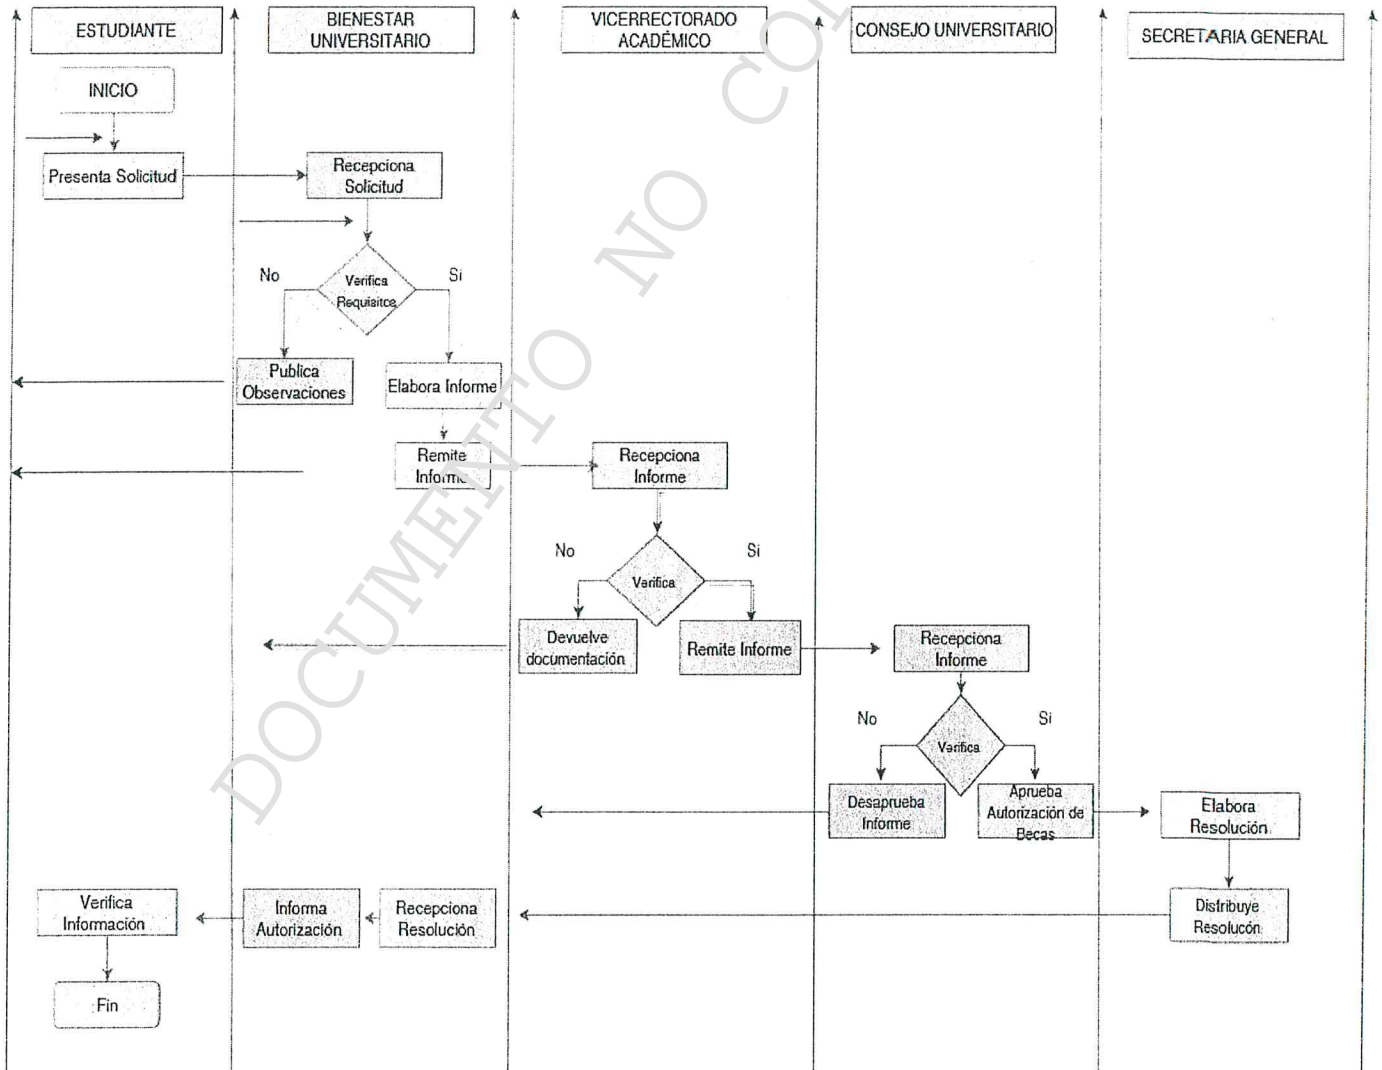 ESTUDIANTE
BIENESTAR
UNIVERSITARIO
VICERRECTORADO
ACADÉMICO
CONSEJO UNIVERSITARIO
SECRETARIA GENERAL
INICIO
Presenta Solicitud
Recepciona
Solicitud
No
Verifica
Requisitos
Si
Publica
Observaciones
Elabora Informe
Remite
Informe
Recepciona
Informe
No
Verifica
Si
Devuelve
documentación
Remite Informe
Recepciona
Informe
No
Verifica
Si
Desaprueba
Informe
Aprueba
Autorización de
Becas
Elabora
Resolución
Verifica
Información
Informa
Autorización
Recepciona
Resolución
Distribuye
Resolucón
Fin
DOCUMENTO NO